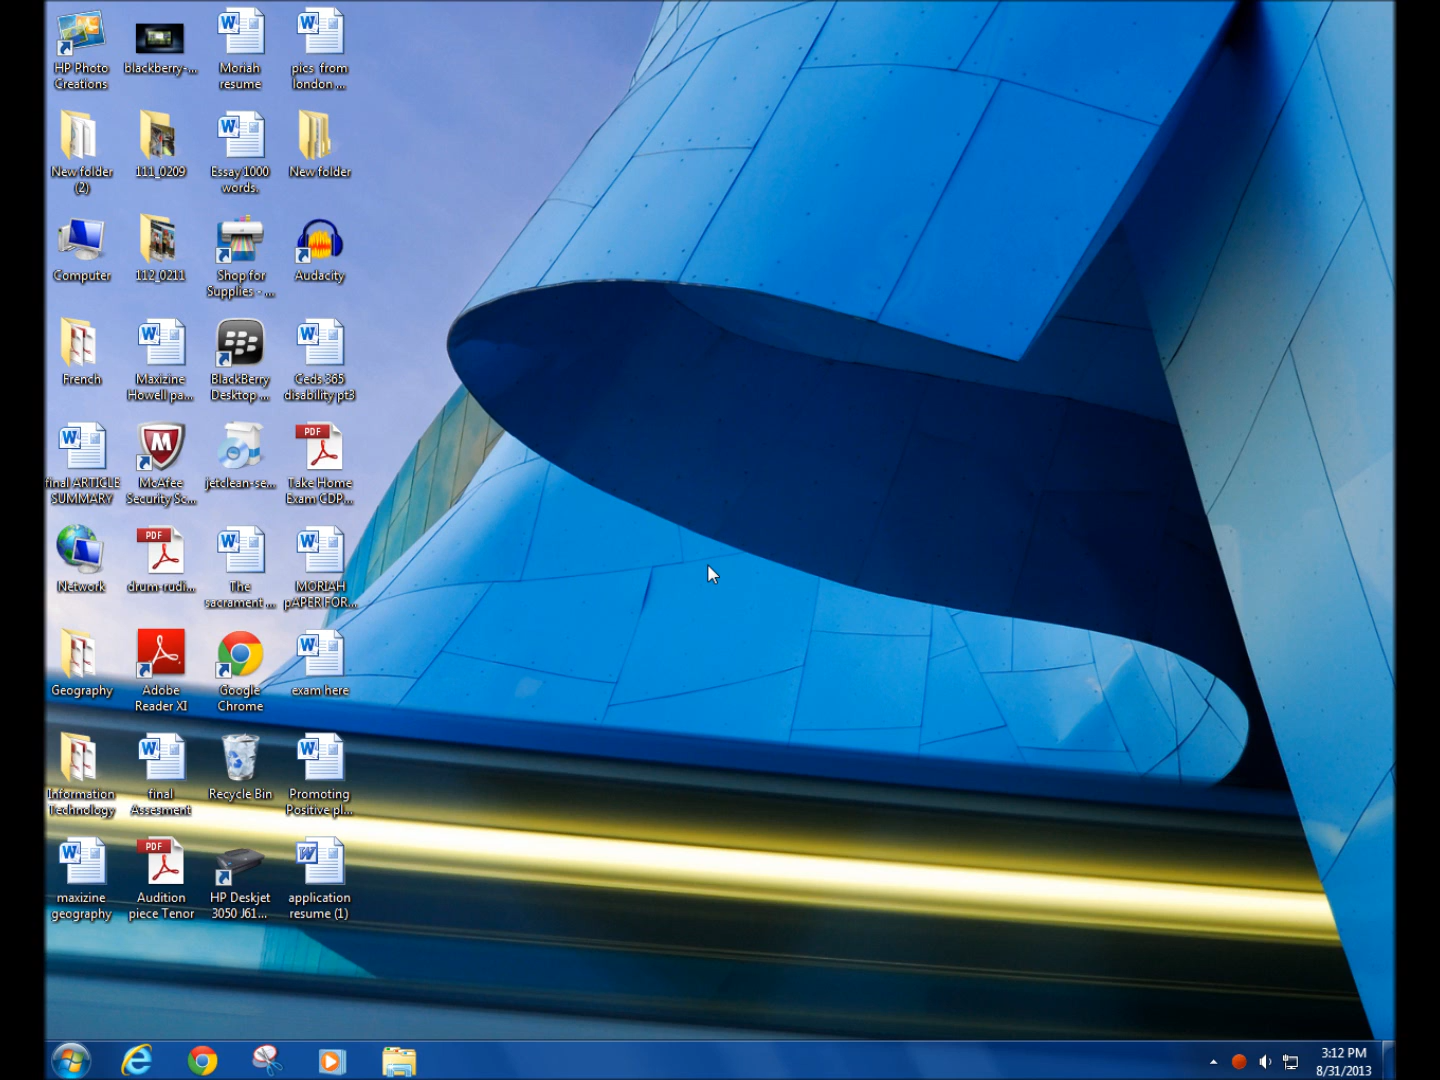 HP Photo
Creations
blackberry-...
Moriah
resume
pics from
london ...
New folder
(2)
111_0209
Essay 1000
words.
New folder
Computer
112_0211
Shop for
Supplies - ...
Audacity
French
Maxizine
Howell pa...
BlackBerry
Desktop ...
Ceds 365
disability pt3
final ARTICLE
SUMMARY
McAfee
Security Sc...
jetclean-se...
PDF
Take Home
Exam CDP...
Network
PDF
drum-rudi...
The
sacrament ...
MORIAH
pAPER FOR...
Geography
Adobe
Reader XI
Google
Chrome
exam here
Information
Technology
final
Assesment
Recycle Bin
Promoting
Positive pl...
maxizine
geography
PDF
Audition
piece Tenor
HP Deskjet
3050 J61...
application
resume (1)
3:12 PM
8/31/2013